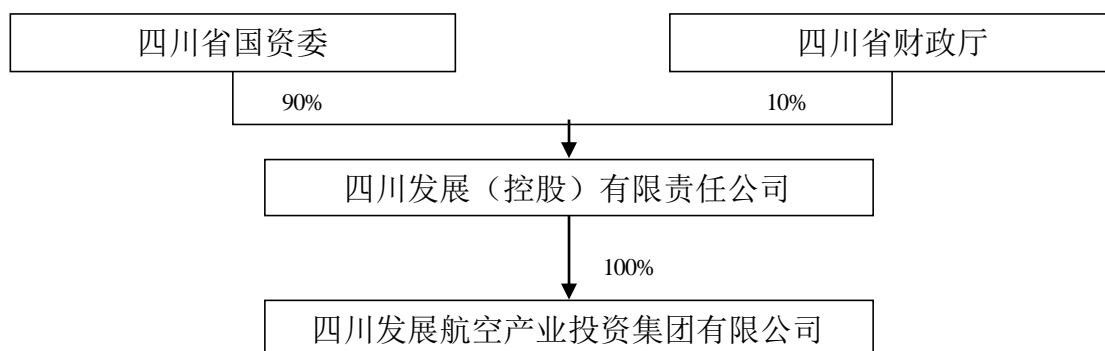 四川省国资委
四川省财政厅
90%
10%
四川发展（控股）有限责任公司
100%
四川发展航空产业投资集团有限公司